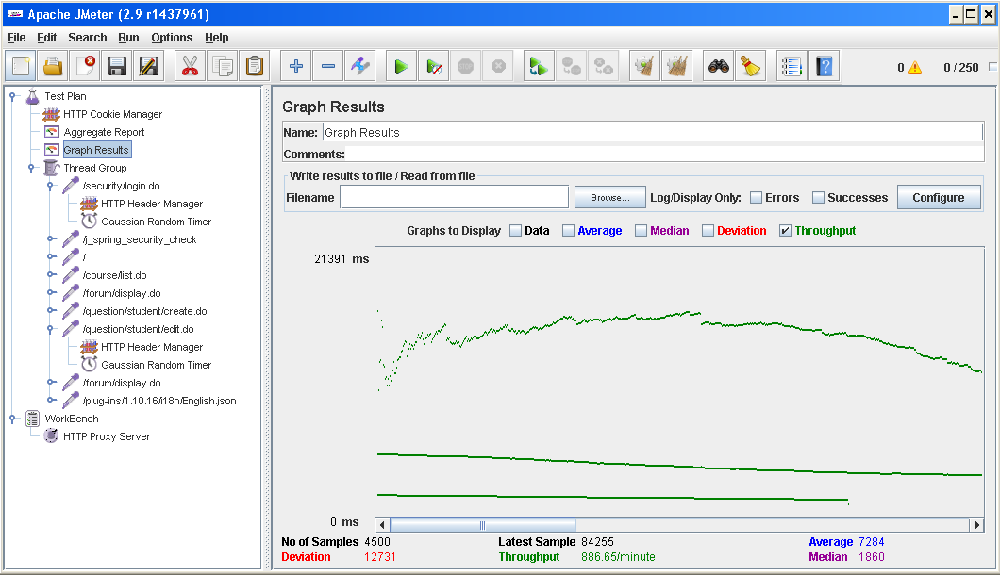 Apache JMeter (2.9 r1437961)
File Edit Search Run Options Help
0 0 / 250
Test Plan
HTTP Cookie Manager
Aggregate Report
Graph Results
Thread Group
/security/login.do
HTTP Header Manager
Gaussian Random Timer
/j_spring_security_check
/
/course/list.do
/forum/display.do
/question/student/create.do
/question/student/edit.do
HTTP Header Manager
Gaussian Random Timer
/forum/display.do
/plug-ins/1.10.16/i18n/English.json
WorkBench
HTTP Proxy Server
Graph Results
Name: Graph Results
Comments:
Write results to file / Read from file
Filename Browse... Log/Display Only: Errors Successes Configure
Graphs to Display Data Average Median Deviation Throughput
21391 ms
0 ms
No of Samples 4500 Latest Sample 84255 Average 7284
Deviation 12731 Throughput 886.65/minute Median 1860